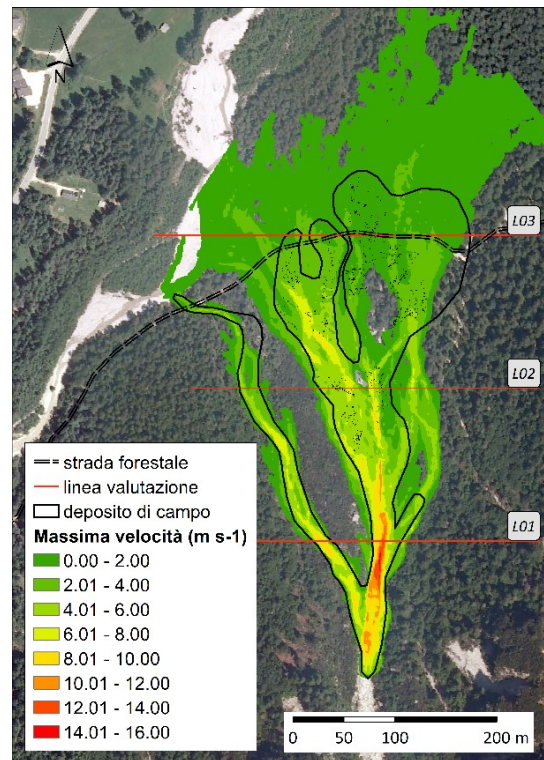 N
L03
L02
L01
strada forestale
linea valutazione
deposito di campo
Massima velocità (m s-1)
0.00 - 2.00
2.01 - 4.00
4.01 - 6.00
6.01 - 8.00
8.01 - 10.00
10.01 - 12.00
12.01 - 14.00
14.01 - 16.00
0 50 100 200 m